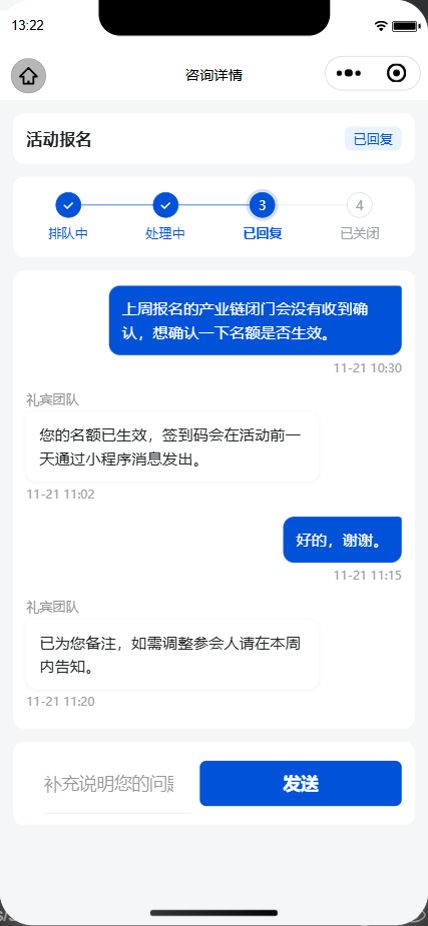 13:22
咨询详情
活动报名
已回复
3
4
排队中
处理中
已回复
已关闭
上周报名的产业链闭门会没有收到确
认，想确认一下名额是否生效。
11-21 10:30
礼宾团队
您的名额已生效，签到码会在活动前一
天通过小程序消息发出。
11-21 11:02
好的，谢谢。
11-21 11:15
礼宾团队
已为您备注，如需调整参会人请在本周
内告知。
11-21 11:20
补充说明您的问题
发送